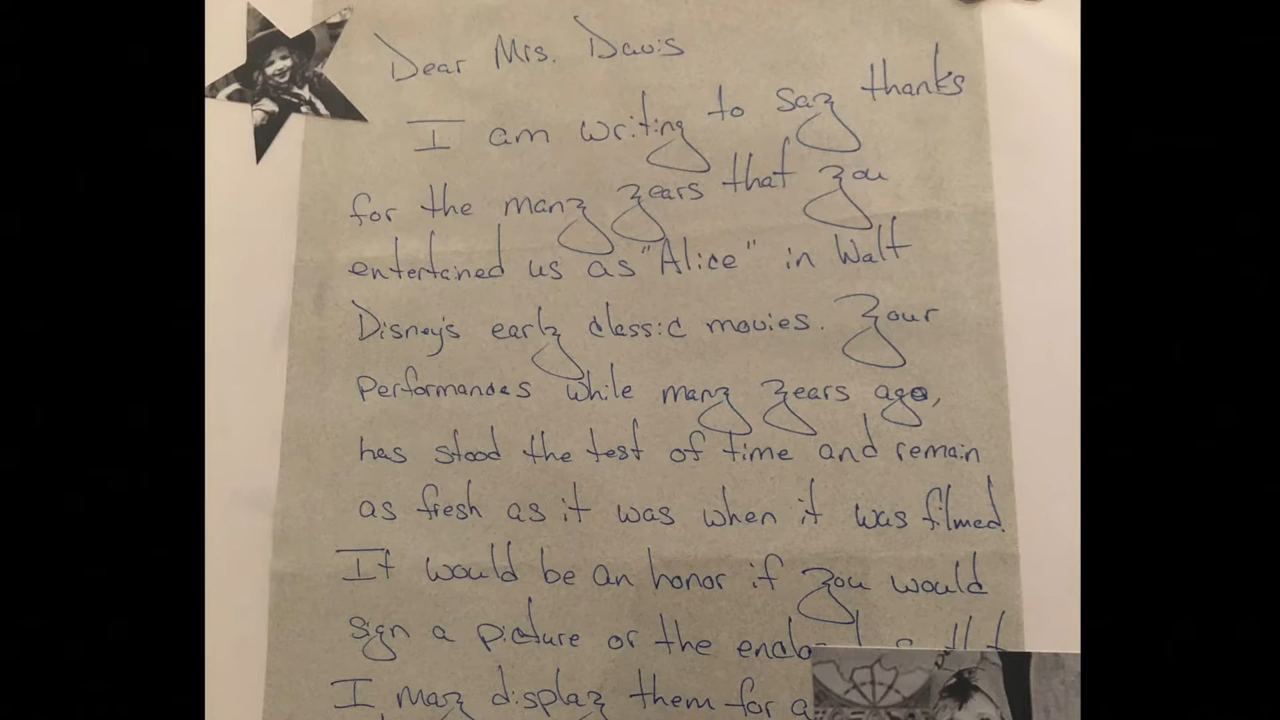 Dear Mrs. Davis
I am writing to say thanks
for the many years that you
entertained us as "Alice" in Walt
Disney's early classic movies. Your
performances while many years ago,
has stood the test of time and remain
as fresh as it was when it was filmed.
It would be an honor if you would
sign a picture or the
I may display them for a